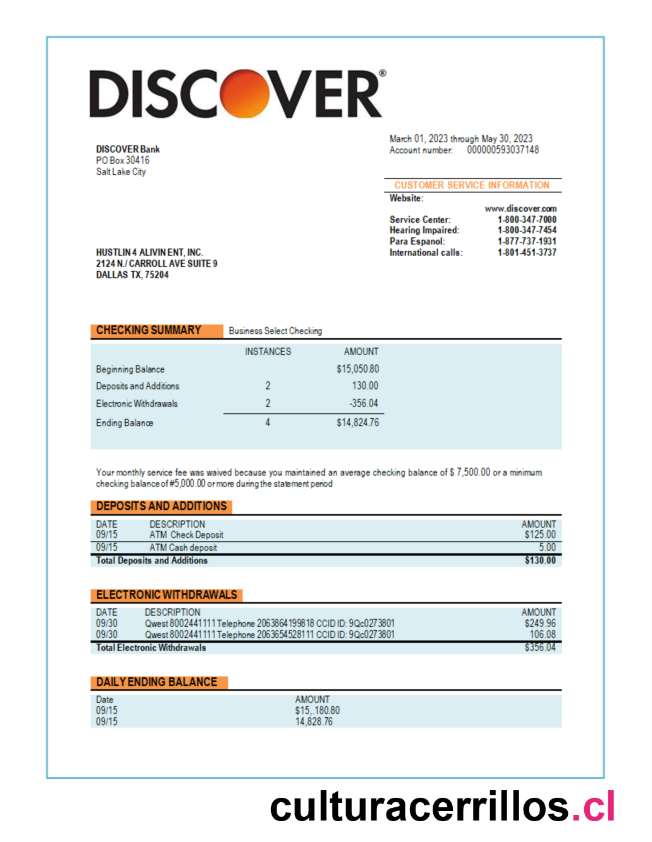 DISCOVER®
March 01, 2023 through May 30, 2023
DISCOVER Bank
Account number: 000000593037148
PO Box 30416
Salt Lake City
CUSTOMER SERVICE INFORMATION
Website:
www.discover.com
Service Center: 1-800-347-7000
Hearing Impaired: 1-800-347-7454
Para Espanol: 1-877-737-1931
International calls: 1-801-451-3737
HUSTLIN 4 ALIVIN ENT, INC.
2124 N./ CARROLL AVE SUITE 9
DALLAS TX, 75204
CHECKING SUMMARY Business Select Checking
INSTANCES AMOUNT
Beginning Balance $15,050.80
Deposits and Additions 2 130.00
Electronic Withdrawals 2 -356.04
Ending Balance 4 $14,824.76
Your monthly service fee was waived because you maintained an average checking balance of $ 7,500.00 or a minimum
checking balance of #5,000.00 or more during the statement period
DEPOSITS AND ADDITIONS
DATE DESCRIPTION AMOUNT
09/15 ATM Check Deposit $125.00
09/15 ATM Cash deposit 5.00
Total Deposits and Additions $130.00
ELECTRONIC WITHDRAWALS
DATE DESCRIPTION AMOUNT
09/30 Qwest 8002441111 Telephone 2063864199818 CCID ID: 9Qc0273801 $249.96
09/30 Qwest 8002441111 Telephone 2063654528111 CCID ID: 9Qc0273801 106.08
Total Electronic Withdrawals $356.04
DAILY ENDING BALANCE
Date AMOUNT
09/15 $15,.180.80
09/15 14,828.76
culturacerrillos.cl